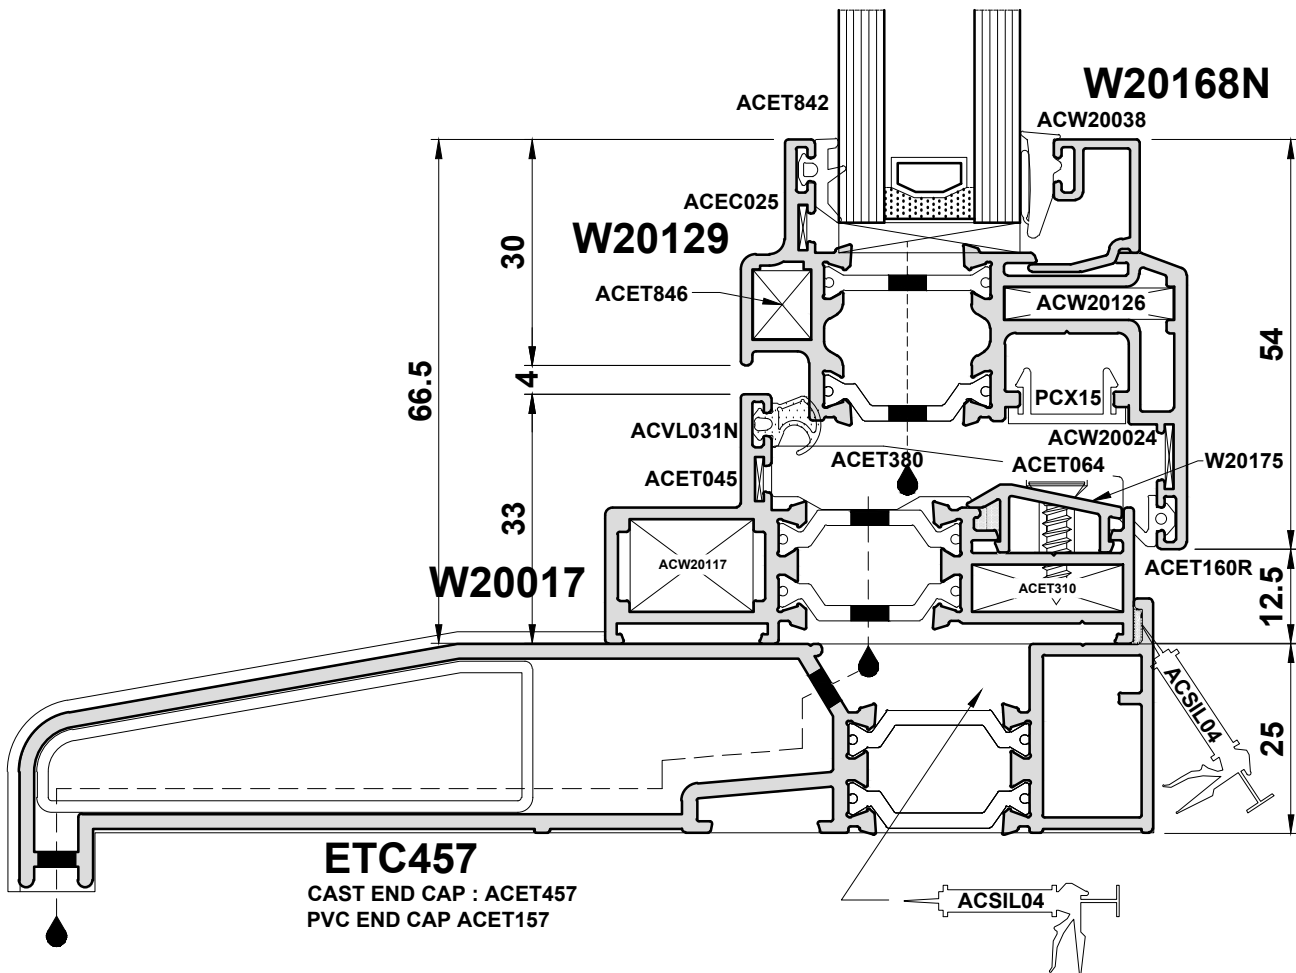 W20168N
ACET842
ACW20038
66.5
30
ACEC025
W20129
ACET846
ACW20126
54
4
PCX15
ACVL031N
ACW20024
ACET380
ACET064
W20175
ACET045
33
ACW20117
W20017
ACET160R
ACET310
12.5
ACSIL04
25
ETC457
CAST END CAP : ACET457
PVC END CAP ACET157
ACSIL04